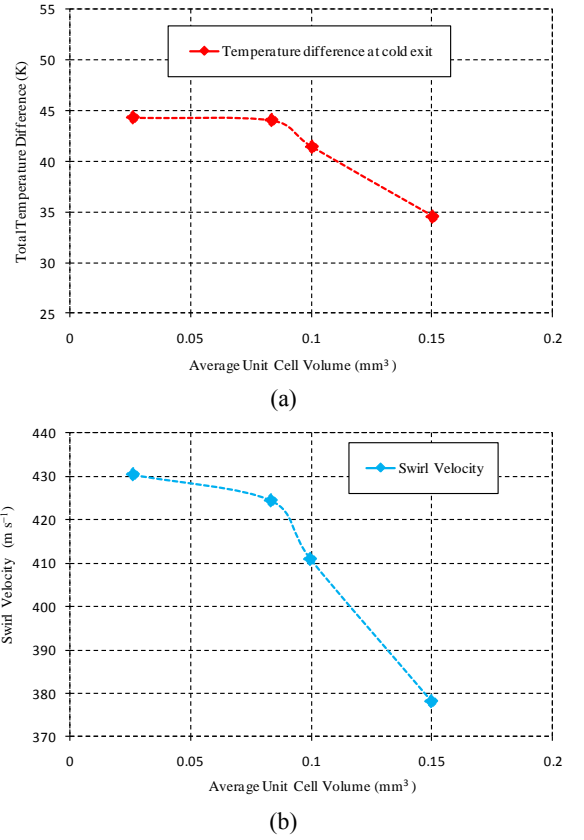 55
50
45
40
35
30
25
Total Temperature Difference (K)
Temperature difference at cold exit
0 0.05 0.1 0.15 0.2
Average Unit Cell Volume (mm³)
(a)
440
430
420
410
400
390
380
370
Swirl Velocity (m s⁻¹)
Swirl Velocity
0 0.05 0.1 0.15 0.2
Average Unit Cell Volume (mm³)
(b)